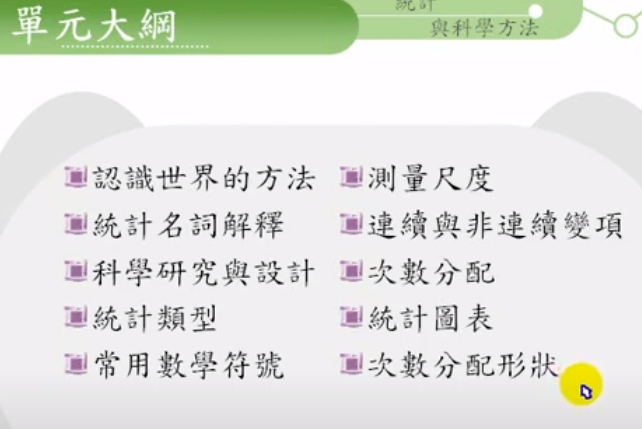 單元大綱
統計
與科學方法
認識世界的方法
統計名詞解釋
科學研究與設計
統計類型
常用數學符號
測量尺度
連續與非連續變項
次數分配
統計圖表
次數分配形狀